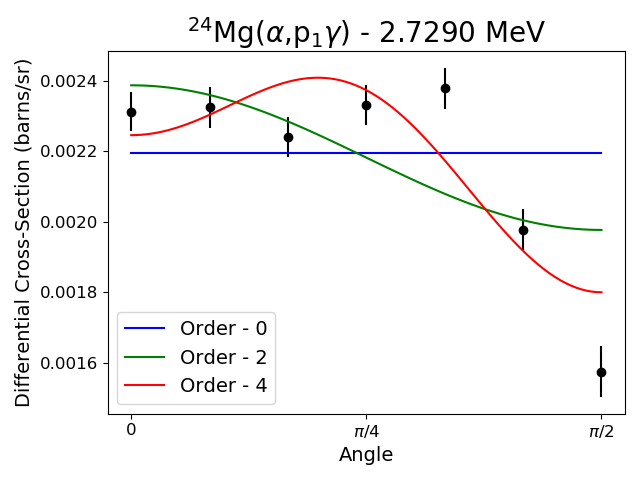 ²⁴Mg(α,p₁γ) - 2.7290 MeV
Differential Cross-Section (barns/sr)
0.0024
0.0022
0.0020
0.0018
0.0016
Order - 0
Order - 2
Order - 4
0
π/4
π/2
Angle